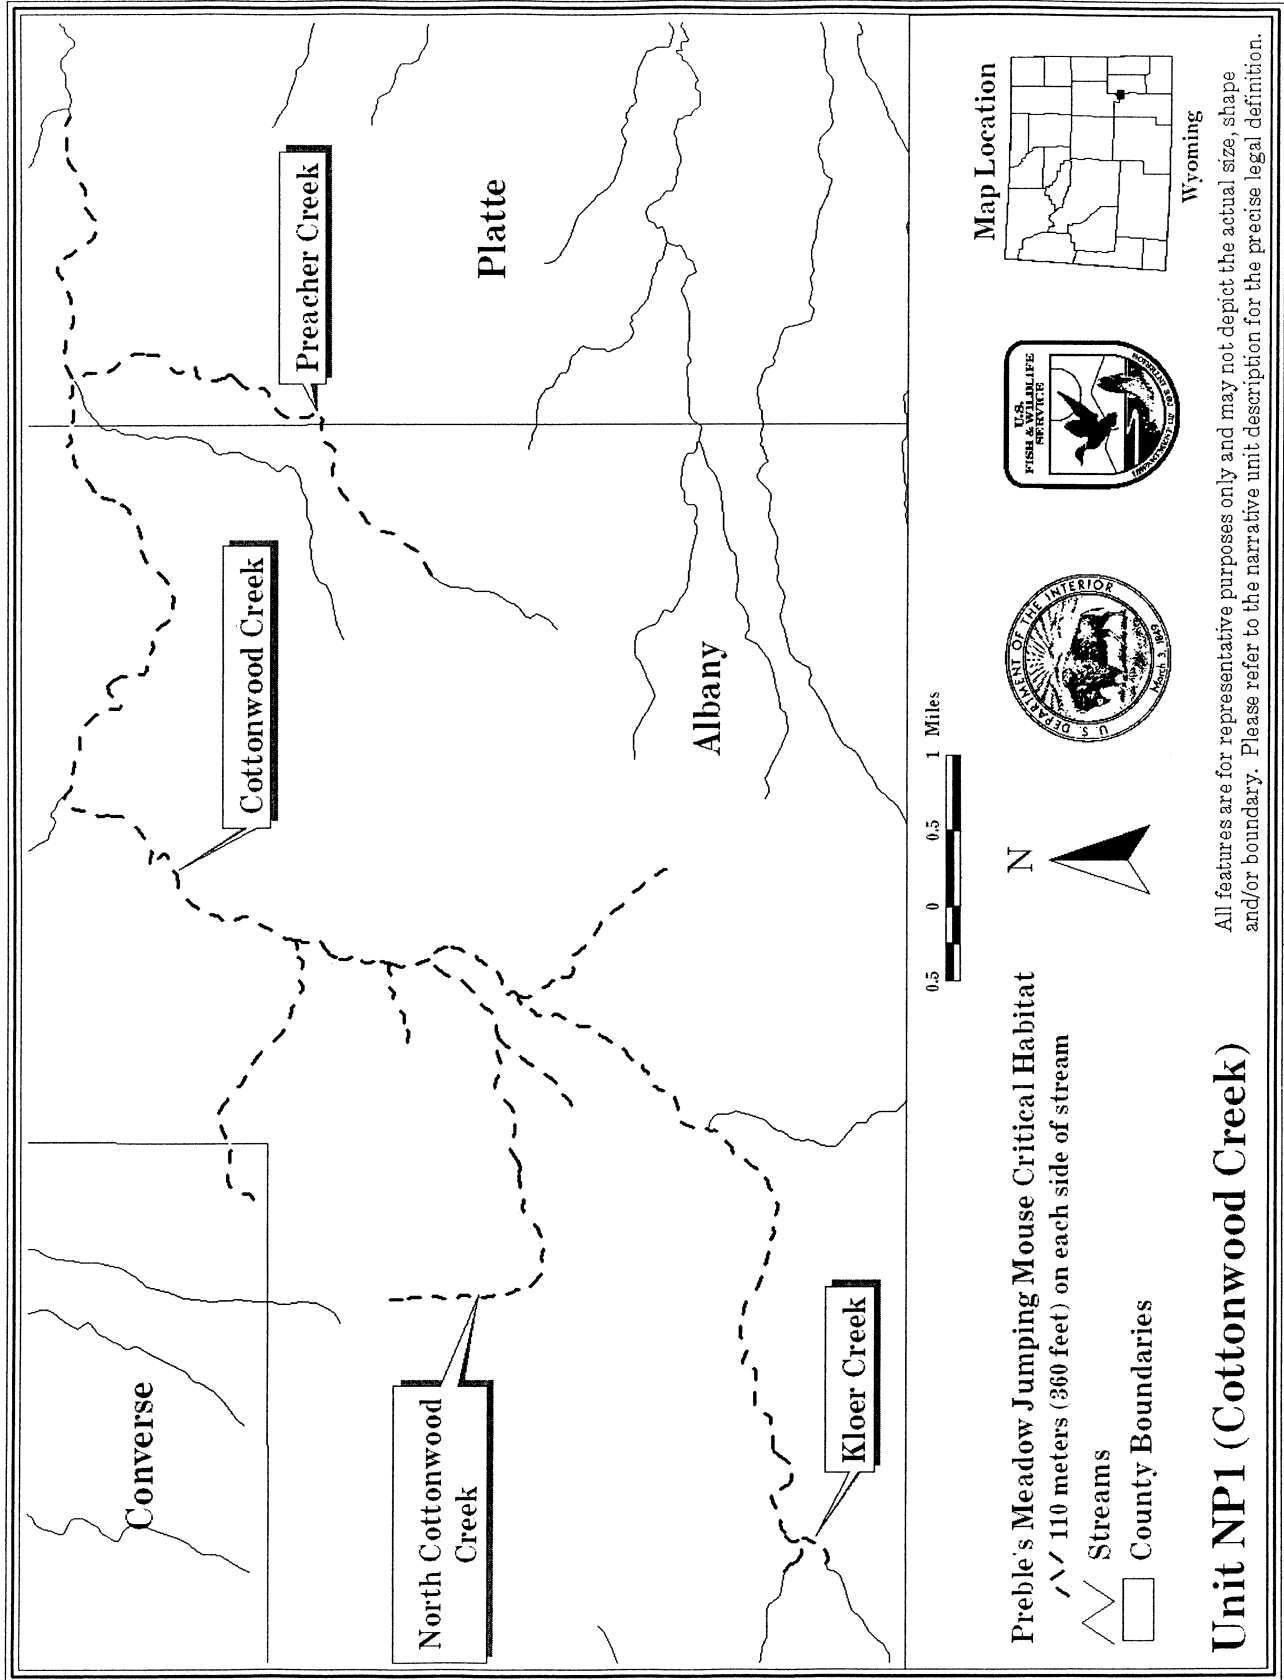 Converse
Cottonwood Creek
Preacher Creek
North Cottonwood
Creek
Platte
Albany
Kloer Creek
0.5 0 0.5 1 Miles
Preble's Meadow Jumping Mouse Critical Habitat
110 meters (360 feet) on each side of stream
Streams
County Boundaries
N
U.S. DEPARTMENT OF THE INTERIOR
March 3, 1849
U.S.
FISH & WILDLIFE
SERVICE
DEPARTMENT OF THE INTERIOR
Map Location
Wyoming
Unit NP1 (Cottonwood Creek)
All features are for representative purposes only and may not depict the actual size, shape
and/or boundary. Please refer to the narrative unit description for the precise legal definition.